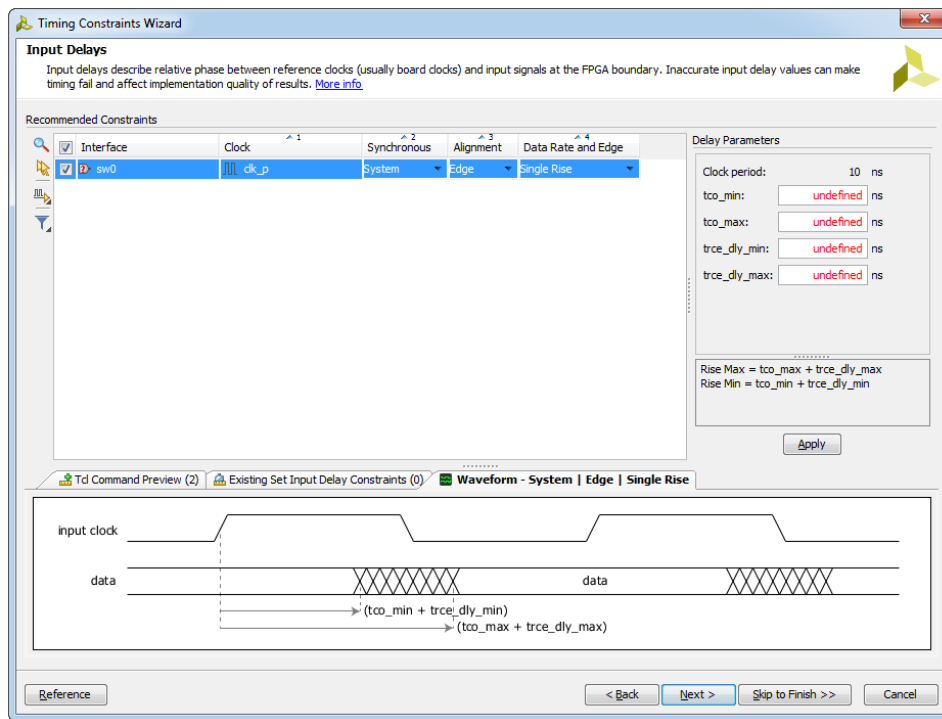 Timing Constraints Wizard
Input Delays
Input delays describe relative phase between reference clocks (usually board clocks) and input signals at the FPGA boundary. Inaccurate input delay values can make
timing fail and affect implementation quality of results. More info
Recommended Constraints
Interface Clock 1 Synchronous 2 Alignment 3 Data Rate and Edge 4
sw0 clk_p System Edge Single Rise
Delay Parameters
Clock period: 10 ns
tco_min: undefined ns
tco_max: undefined ns
trce_dly_min: undefined ns
trce_dly_max: undefined ns
Rise Max = tco_max + trce_dly_max
Rise Min = tco_min + trce_dly_min
Apply
Tcl Command Preview (2) Existing Set Input Delay Constraints (0) Waveform - System | Edge | Single Rise
input clock
data data
(tco_min + trce_dly_min)
(tco_max + trce_dly_max)
Reference < Back Next > Skip to Finish >> Cancel